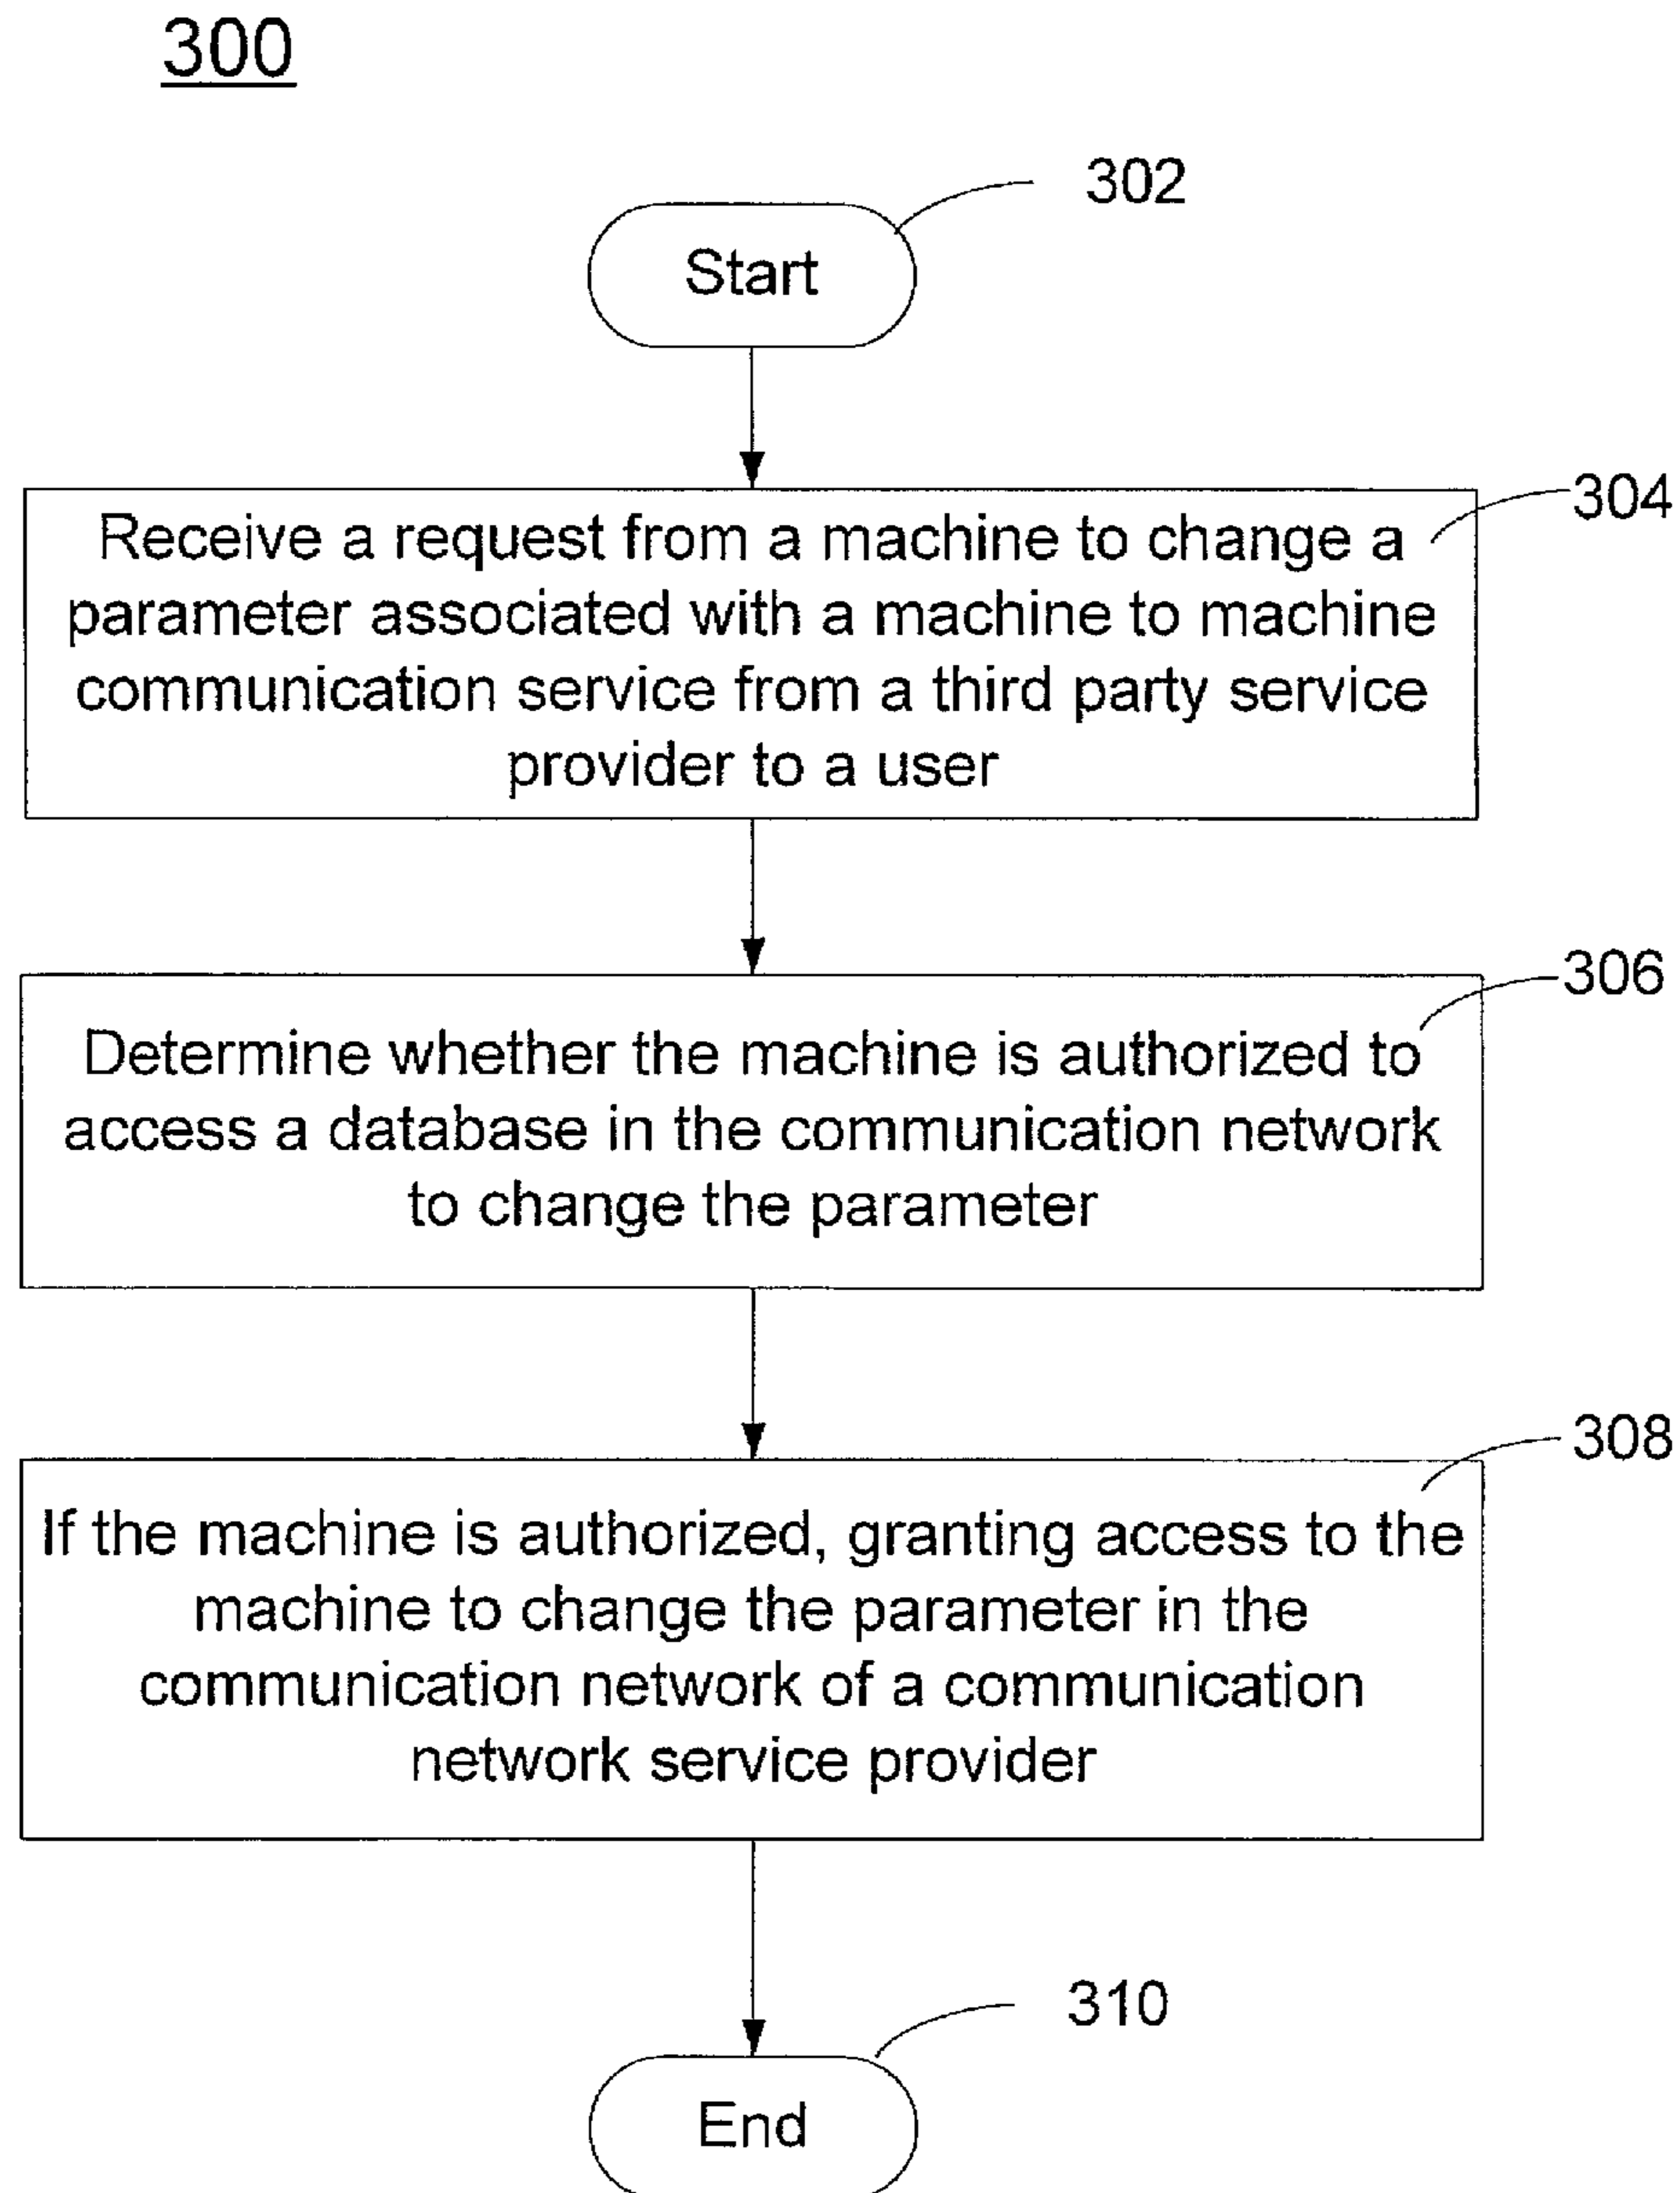 300
302
Start
304
Receive a request from a machine to change a
parameter associated with a machine to machine
communication service from a third party service
provider to a user
306
Determine whether the machine is authorized to
access a database in the communication network
to change the parameter
308
If the machine is authorized, granting access to the
machine to change the parameter in the
communication network of a communication
network service provider
310
End